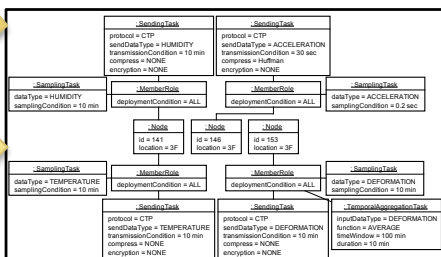 : SendingTask
protocol = CTP
sendDataType = HUMIDITY
transmissionCondition = 10 min
compress = NONE
encryption = NONE
: SendingTask
protocol = CTP
sendDataType = ACCELERATION
transmissionCondition = 30 sec
compress = Huffman
encryption = NONE
: SamplingTask
dataType = HUMIDITY
samplingCondition = 10 min
: MemberRole
deploymentCondition = ALL
: MemberRole
deploymentCondition = ALL
: SamplingTask
dataType = ACCELERATION
samplingCondition = 0.2 sec
: Node
id = 141
location = 3F
: Node
id = 146
location = 3F
: Node
id = 153
location = 3F
: SamplingTask
dataType = TEMPERATURE
samplingCondition = 10 min
: MemberRole
deploymentCondition = ALL
: MemberRole
deploymentCondition = ALL
: SamplingTask
dataType = DEFORMATION
samplingCondition = 10 min
: SendingTask
protocol = CTP
sendDataType = TEMPERATURE
transmissionCondition = 10 min
compress = NONE
encryption = NONE
: SendingTask
protocol = CTP
sendDataType = DEFORMATION
transmissionCondition = 10 min
compress = NONE
encryption = NONE
: TemporalAggregationTask
inputDataType = DEFORMATION
function = AVERAGE
timeWindow = 100 min
duration = 10 min